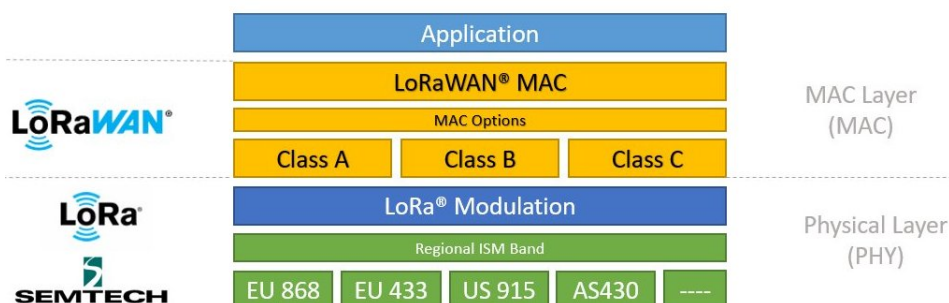 Application
LoRaWAN® MAC
MAC Options
Class A
Class B
Class C
LoRaWAN®
MAC Layer
(MAC)
LoRa® Modulation
Regional ISM Band
EU 868
EU 433
US 915
AS430
----
LoRa®
SEMTECH
Physical Layer
(PHY)